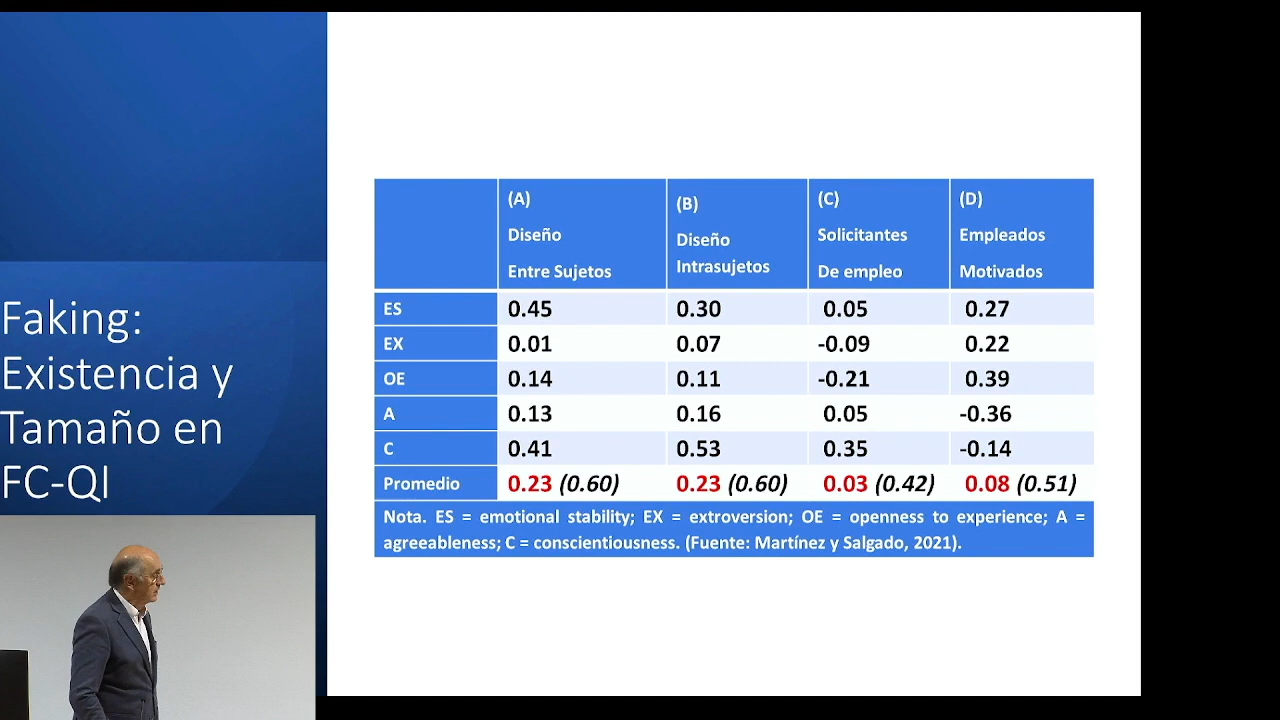 Faking:
Existencia y
Tamaño en
FC-QI
(A)
Diseño
Entre Sujetos
(B)
Diseño
Intrasujetos
(C)
Solicitantes
De empleo
(D)
Empleados
Motivados
ES 0.45 0.30 0.05 0.27
EX 0.01 0.07 -0.09 0.22
OE 0.14 0.11 -0.21 0.39
A 0.13 0.16 0.05 -0.36
C 0.41 0.53 0.35 -0.14
Promedio 0.23 (0.60) 0.23 (0.60) 0.03 (0.42) 0.08 (0.51)
Nota. ES = emotional stability; EX = extroversion; OE = openness to experience; A =
agreeableness; C = conscientiousness. (Fuente: Martínez y Salgado, 2021).